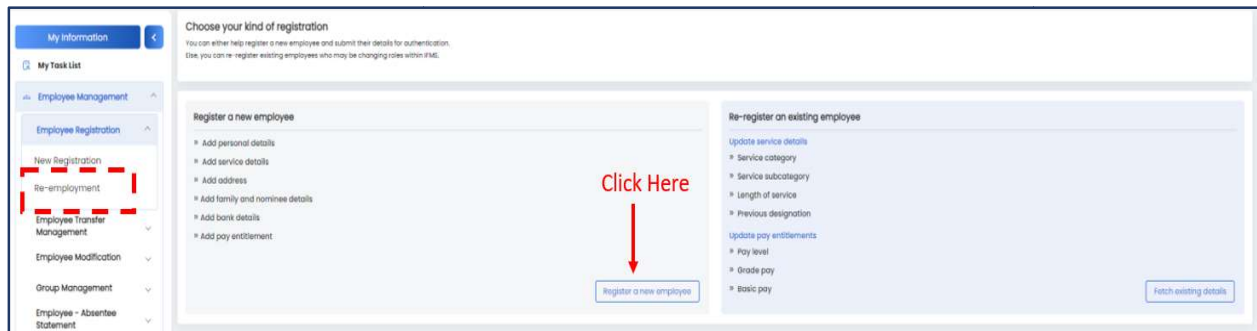 My Information
My Task List
Employee Management
Employee Registration
New Registration
Re-employment
Employee Transfer
Management
Employee Modification
Group Management
Employee - Absentee
Statement
Choose your kind of registration
You can either help register a new employee and submit their details for authentication.
Else, you can re-register existing employees who may be changing roles within IFMS.
Register a new employee
» Add personal details
» Add service details
» Add address
» Add family and nominee details
» Add bank details
» Add pay entitlement
Click Here
Register a new employee
Re-register an existing employee
Update service details
» Service category
» Service subcategory
» Length of service
» Previous designation
Update pay entitlements
» Pay level
» Grade pay
» Basic pay
Fetch existing details